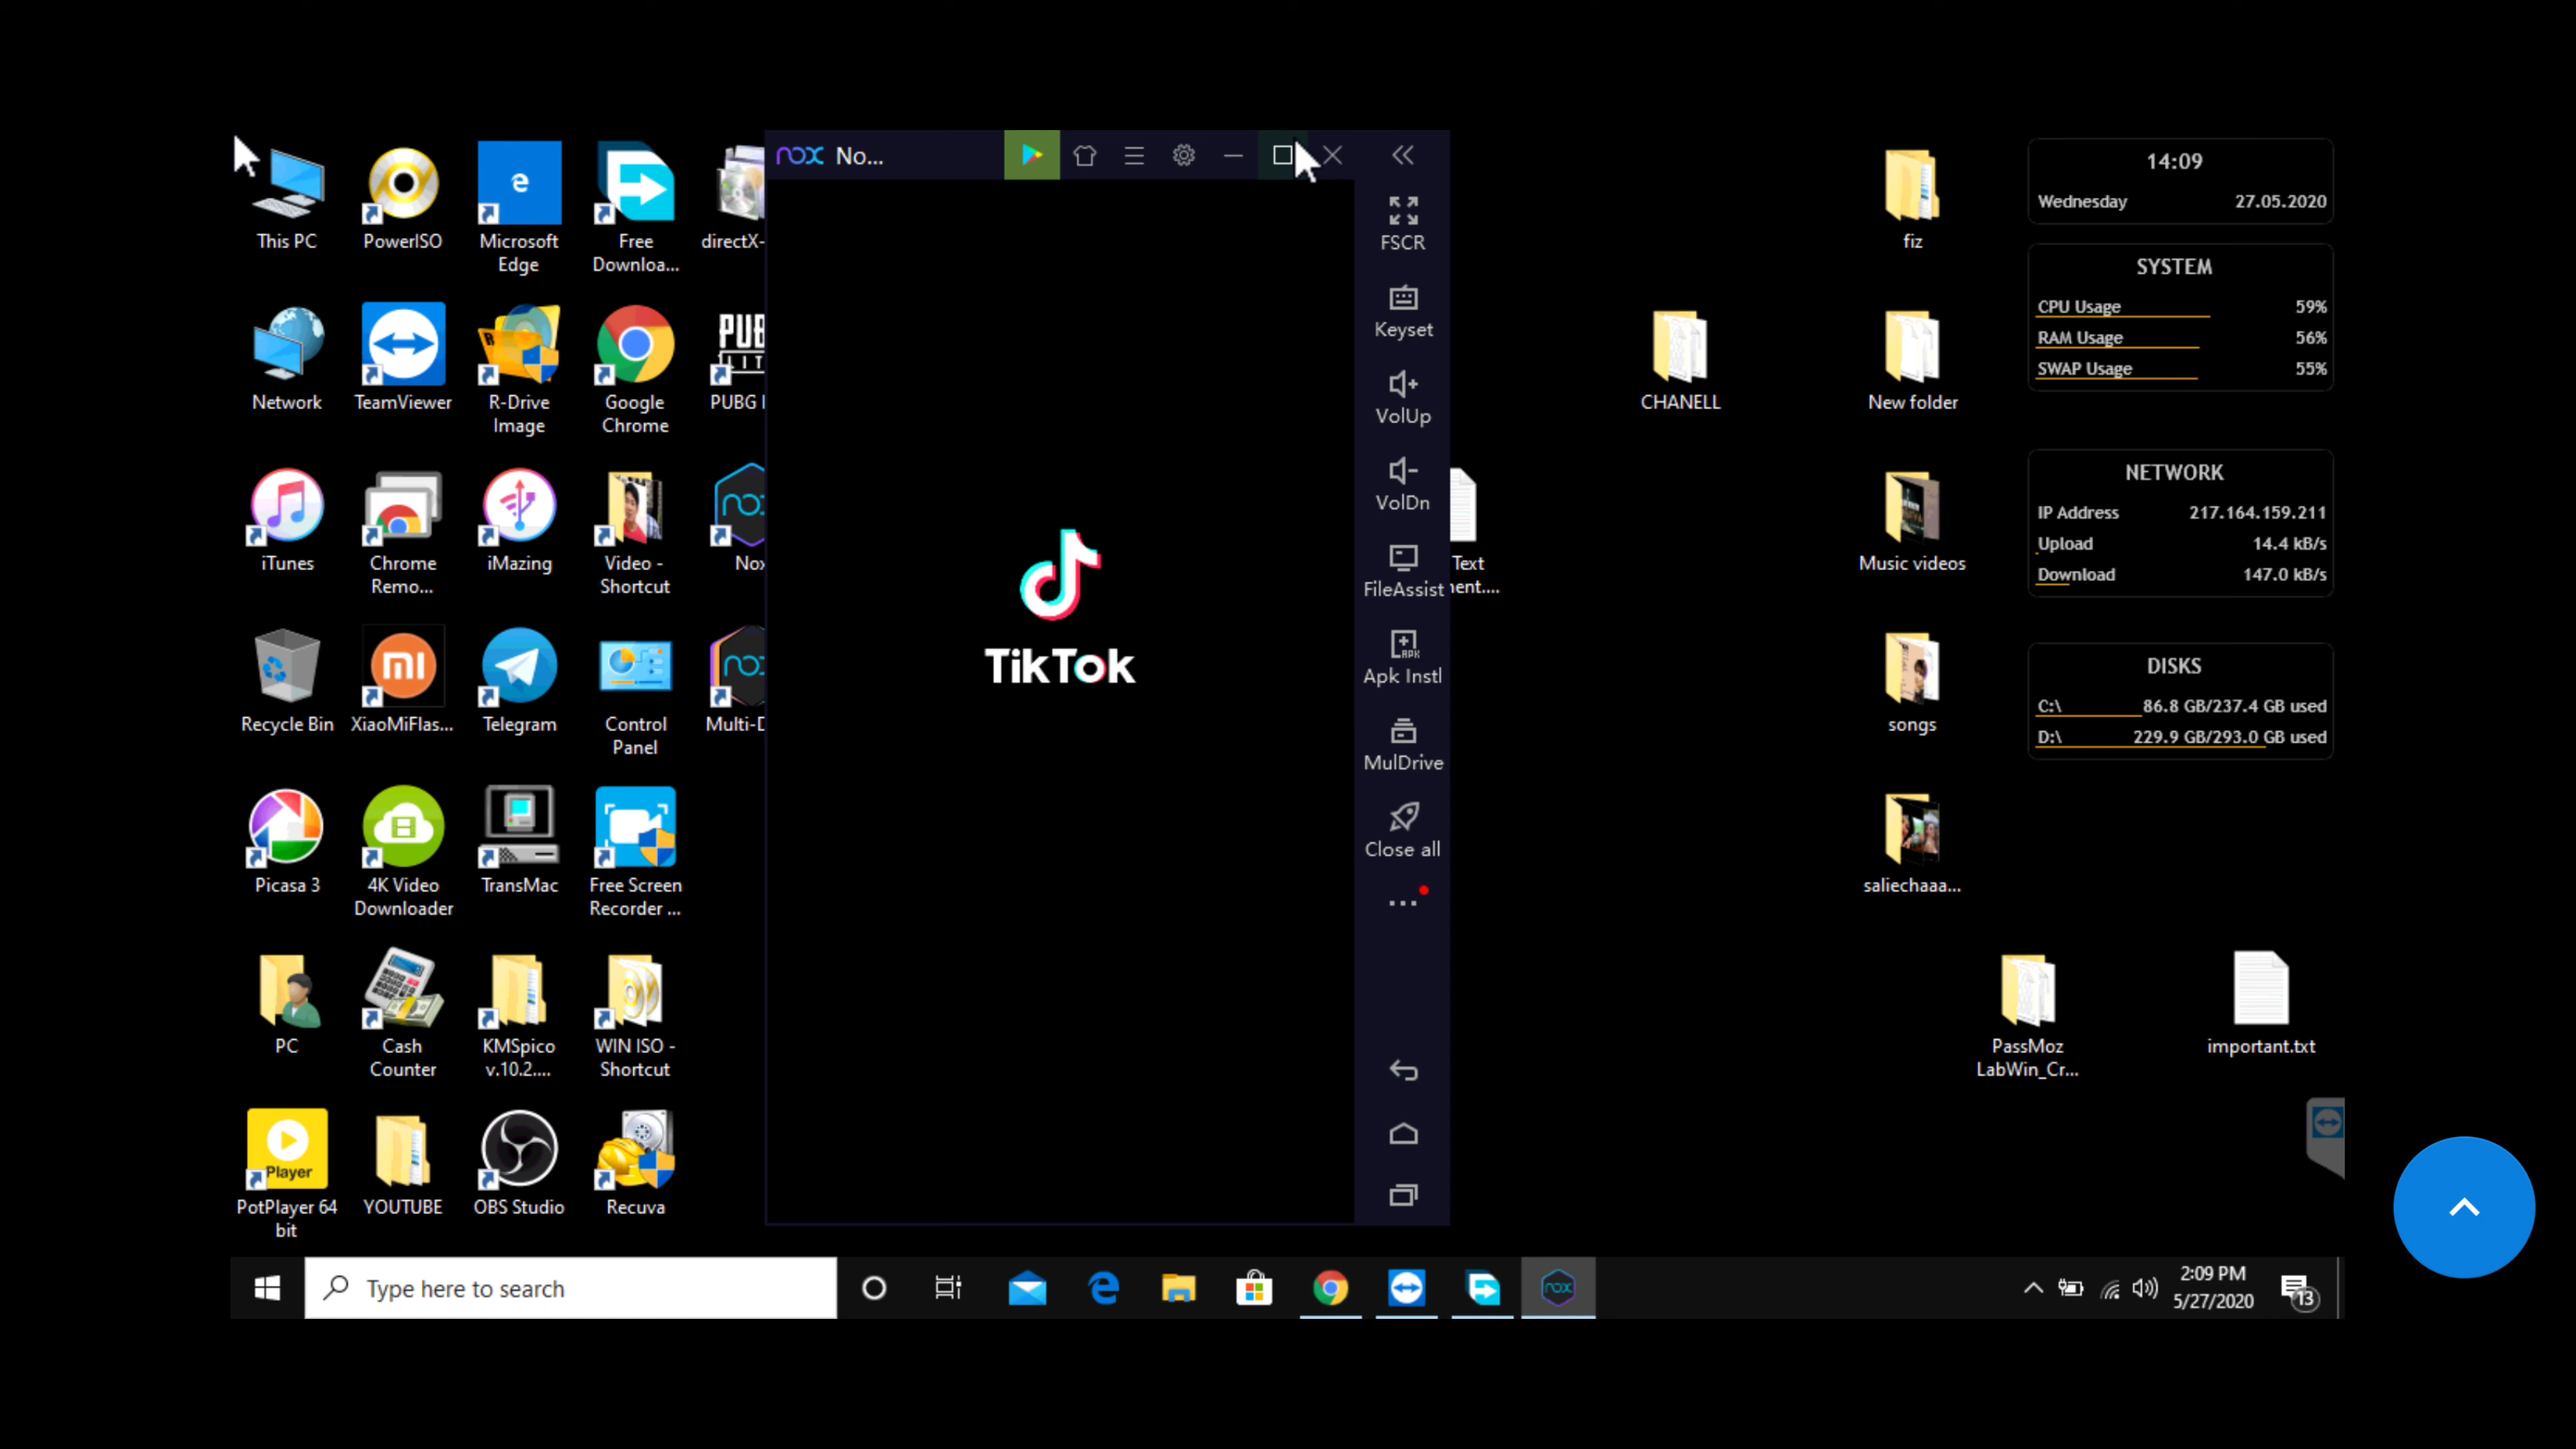 This PC
PowerISO
Microsoft
Edge
Free
Downloa...
directX-
Network
TeamViewer
R-Drive
Image
Google
Chrome
PUBG
iTunes
Chrome
Remo...
iMazing
Video -
Shortcut
Nox
Recycle Bin
XiaoMiFlas...
Telegram
Control
Panel
Multi-D
Picasa 3
4K Video
Downloader
TransMac
Free Screen
Recorder ...
PC
Cash
Counter
KMSpico
v.10.2....
WIN ISO -
Shortcut
Player
PotPlayer 64
bit
YOUTUBE
OBS Studio
Recuva
nox No...
TikTok
FSCR
Keyset
VolUp
VolDn
FileAssist
Apk Instl
MulDrive
Close all
Text
ent....
CHANELL
fiz
New folder
Music videos
songs
saliechaaa...
PassMoz
LabWin_Cr...
important.txt
14:09
Wednesday 27.05.2020
SYSTEM
CPU Usage 59%
RAM Usage 56%
SWAP Usage 55%
NETWORK
IP Address 217.164.159.211
Upload 14.4 kB/s
Download 147.0 kB/s
DISKS
C:\ 86.8 GB/237.4 GB used
D:\ 229.9 GB/293.0 GB used
Type here to search
2:09 PM
5/27/2020
13